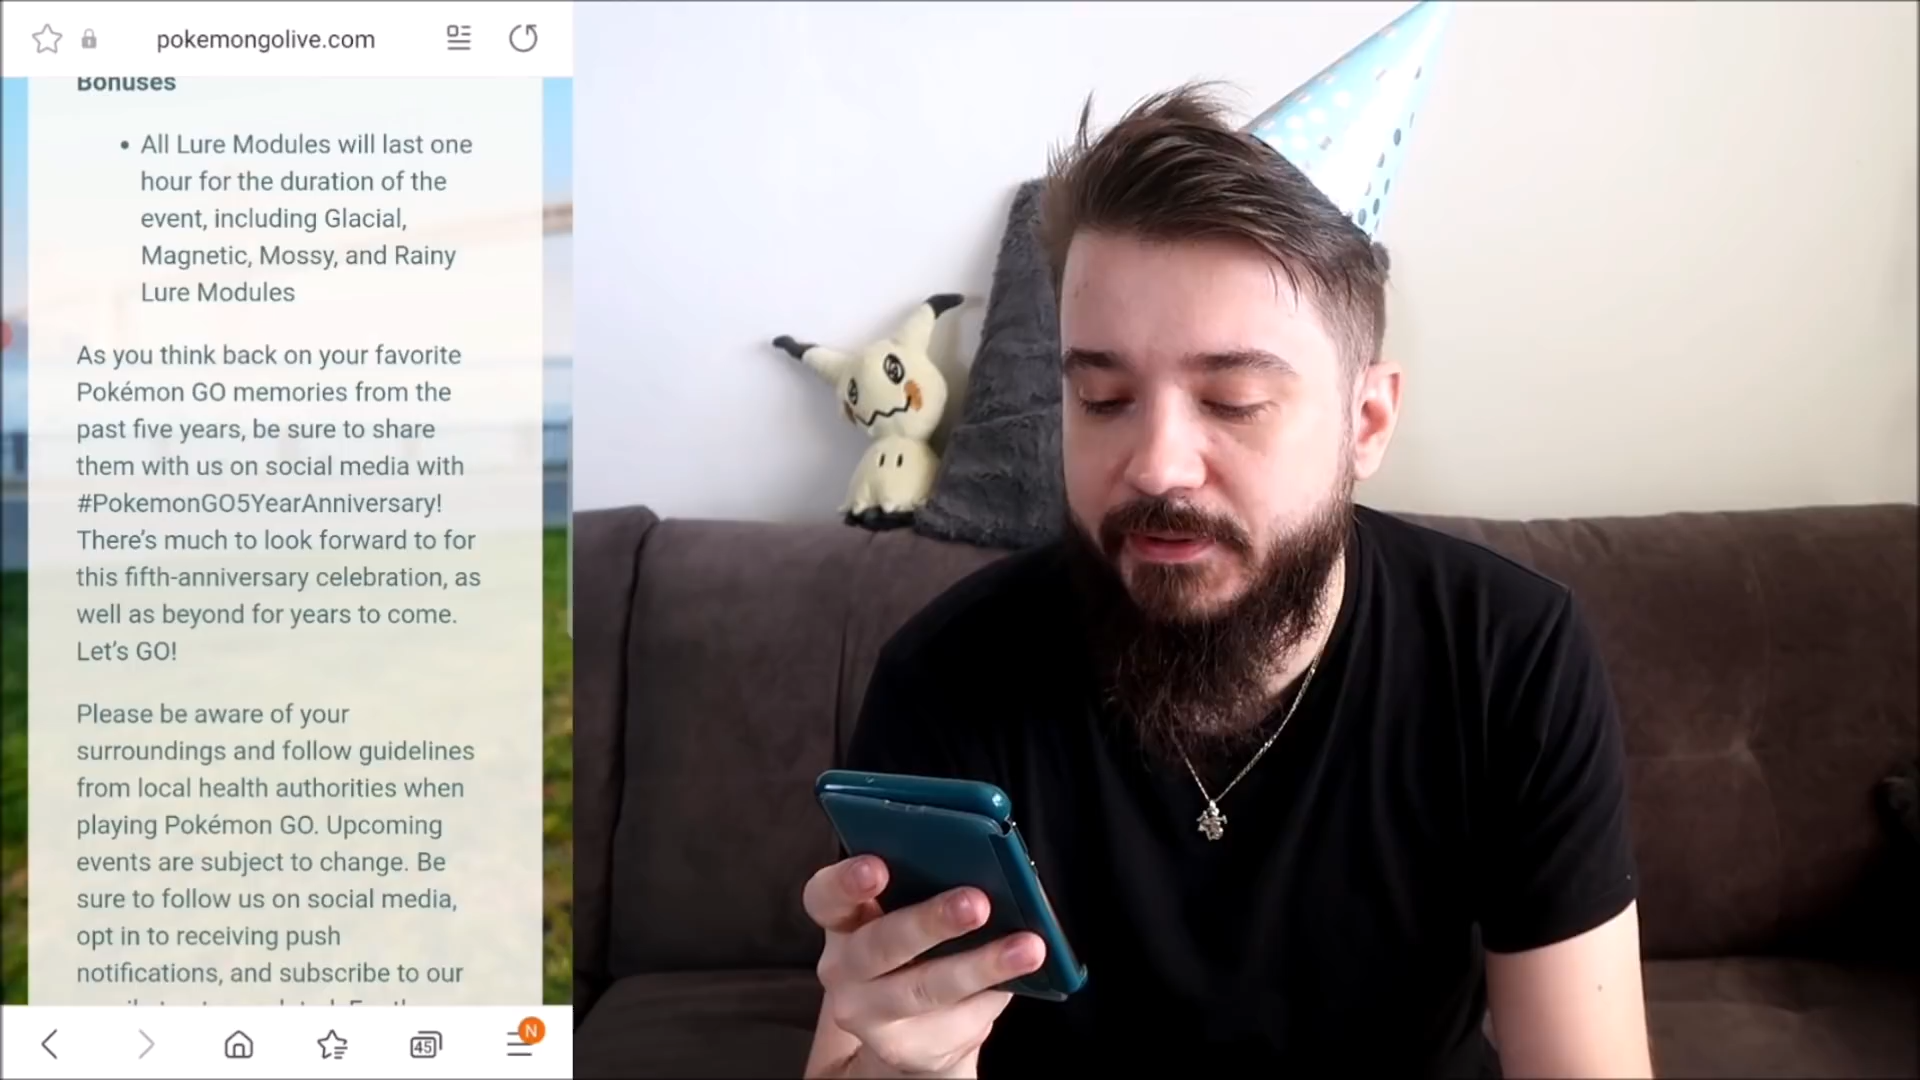 pokemongolive.com
Bonuses
All Lure Modules will last one
hour for the duration of the
event, including Glacial,
Magnetic, Mossy, and Rainy
Lure Modules
As you think back on your favorite
Pokémon GO memories from the
past five years, be sure to share
them with us on social media with
#PokemonGO5YearAnniversary!
There’s much to look forward to for
this fifth-anniversary celebration, as
well as beyond for years to come.
Let’s GO!
Please be aware of your
surroundings and follow guidelines
from local health authorities when
playing Pokémon GO. Upcoming
events are subject to change. Be
sure to follow us on social media,
opt in to receiving push
notifications, and subscribe to our
45
N